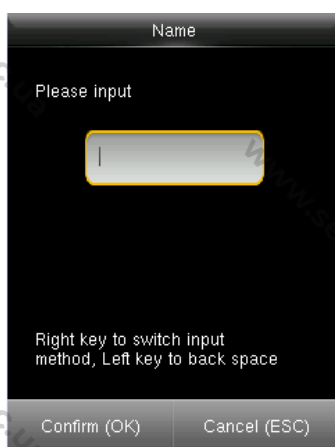 Name
Please input
Right key to switch input
method, Left key to back space
Confirm (OK)
Cancel (ESC)